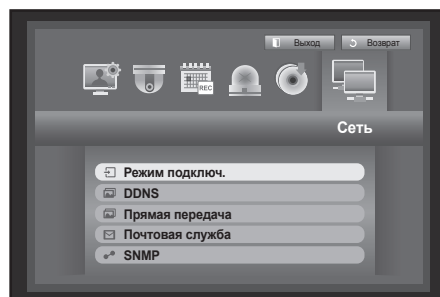 Выход
Возврат
REC
Сеть
Режим подключ.
DDNS
Прямая передача
Почтовая служба
SNMP